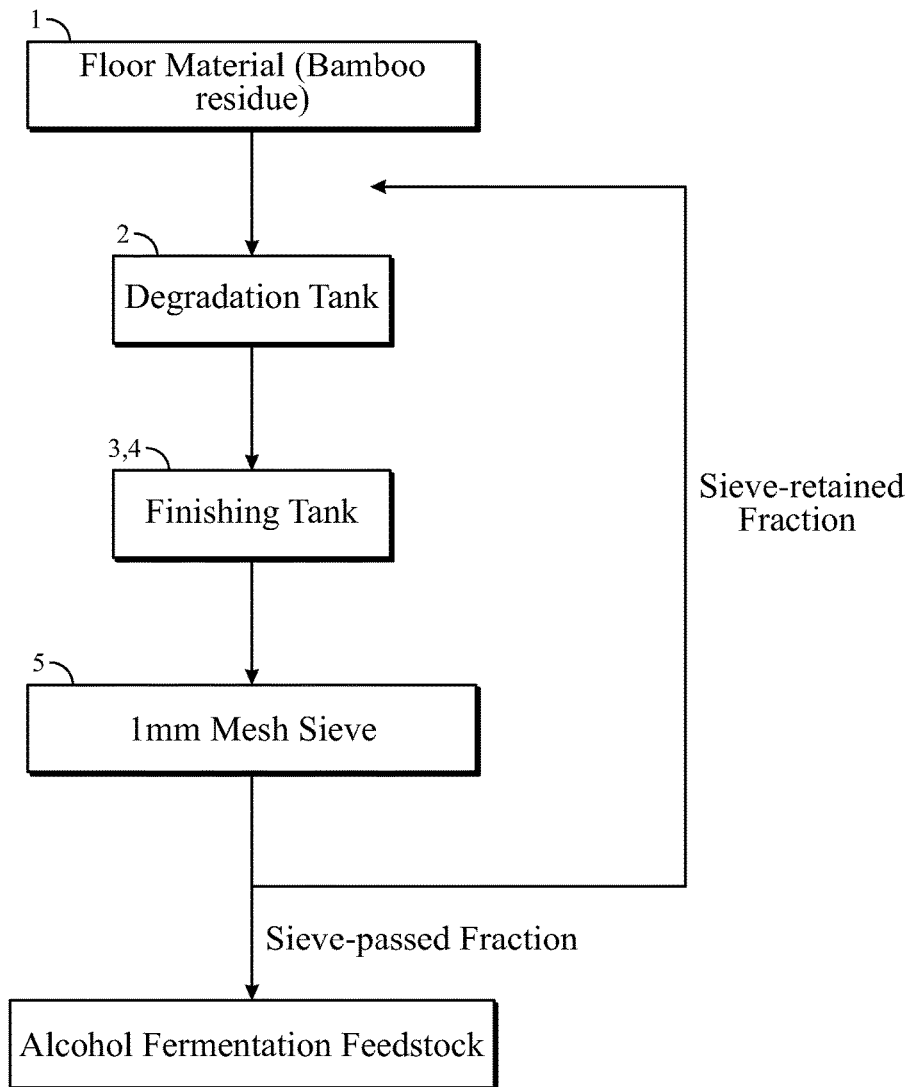 1
Floor Material (Bamboo
residue)
2
Degradation Tank
3,4
Finishing Tank
Sieve-retained
Fraction
5
1mm Mesh Sieve
Sieve-passed Fraction
Alcohol Fermentation Feedstock